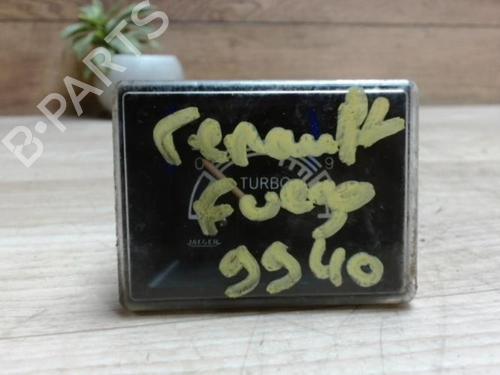 B-PARTS
Renault
0 9
TURBO
Fuego
JAEGER
9940